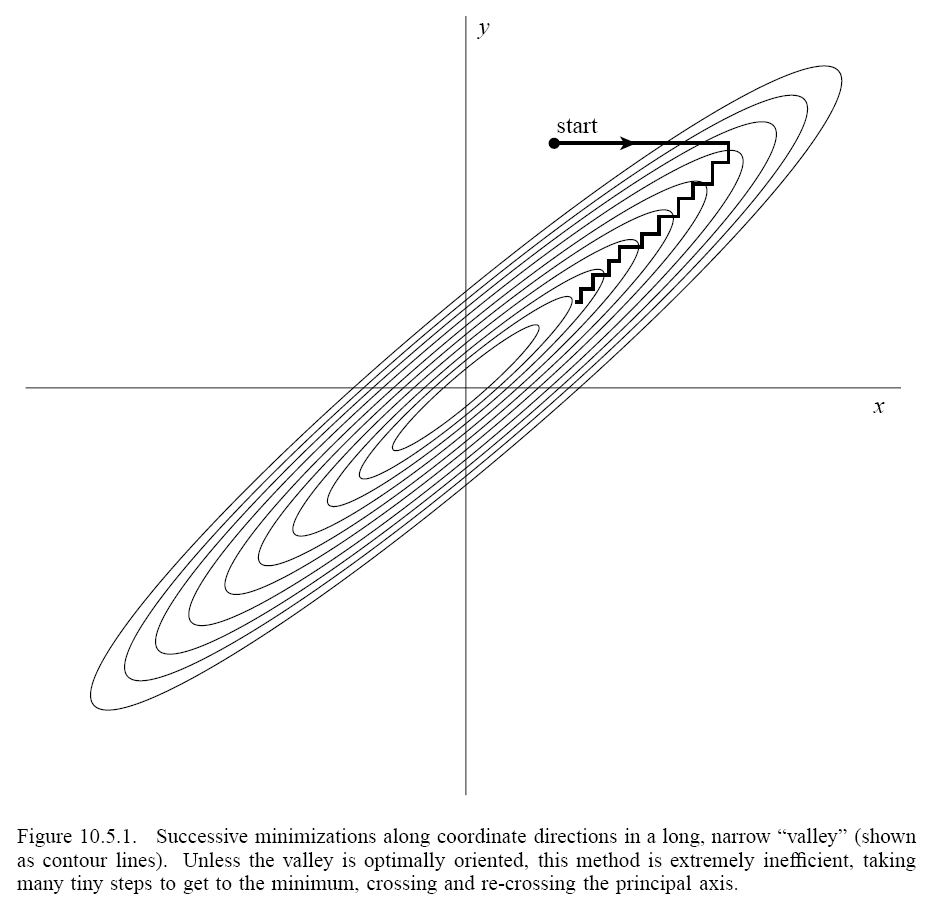 y
start
x
Figure 10.5.1. Successive minimizations along coordinate directions in a long, narrow “valley” (shown
as contour lines). Unless the valley is optimally oriented, this method is extremely inefficient, taking
many tiny steps to get to the minimum, crossing and re-crossing the principal axis.